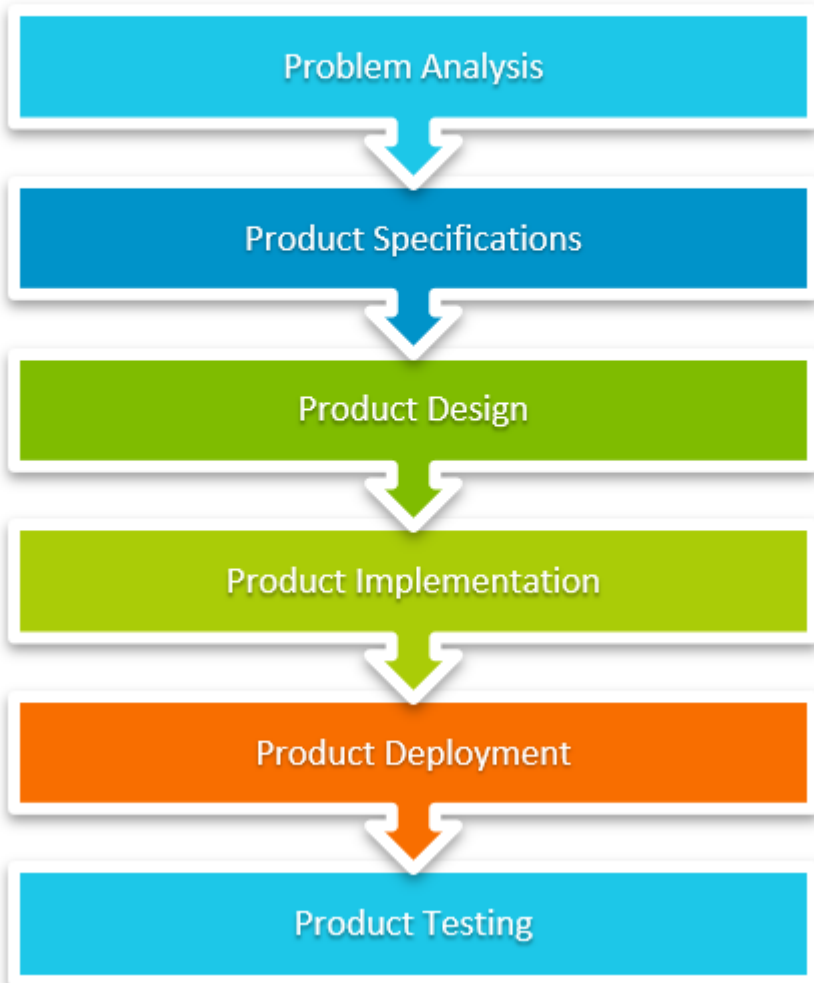 Problem Analysis
Product Specifications
Product Design
Product Implementation
Product Deployment
Product Testing